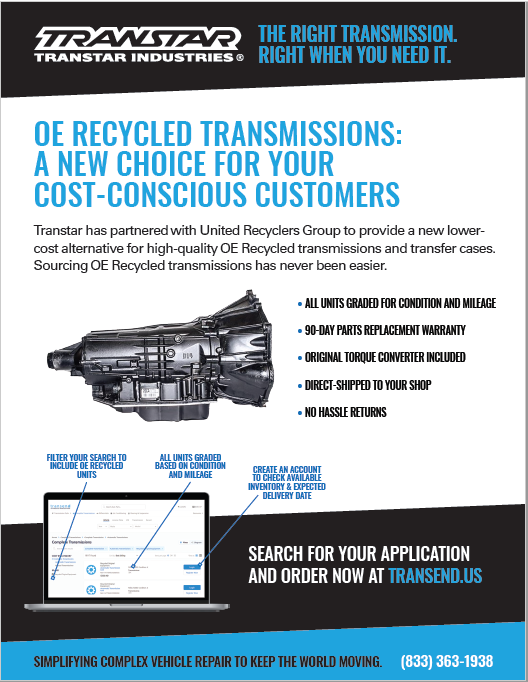 TRANSTAR
TRANSTAR INDUSTRIES®
THE RIGHT TRANSMISSION.
RIGHT WHEN YOU NEED IT.
OE RECYCLED TRANSMISSIONS:
A NEW CHOICE FOR YOUR
COST-CONSCIOUS CUSTOMERS
Transtar has partnered with United Recyclers Group to provide a new lower-
cost alternative for high-quality OE Recycled transmissions and transfer cases.
Sourcing OE Recycled transmissions has never been easier.
• ALL UNITS GRADED FOR CONDITION AND MILEAGE
• 90-DAY PARTS REPLACEMENT WARRANTY
• ORIGINAL TORQUE CONVERTER INCLUDED
• DIRECT-SHIPPED TO YOUR SHOP
• NO HASSLE RETURNS
FILTER YOUR SEARCH TO
INCLUDE OE RECYCLED
UNITS
ALL UNITS GRADED
BASED ON CONDITION
AND MILEAGE
CREATE AN ACCOUNT
TO CHECK AVAILABLE
INVENTORY & EXPECTED
DELIVERY DATE
Complete Transmissions
SEARCH FOR YOUR APPLICATION
AND ORDER NOW AT TRANSEND.US
SIMPLIFYING COMPLEX VEHICLE REPAIR TO KEEP THE WORLD MOVING.
(833) 363-1938